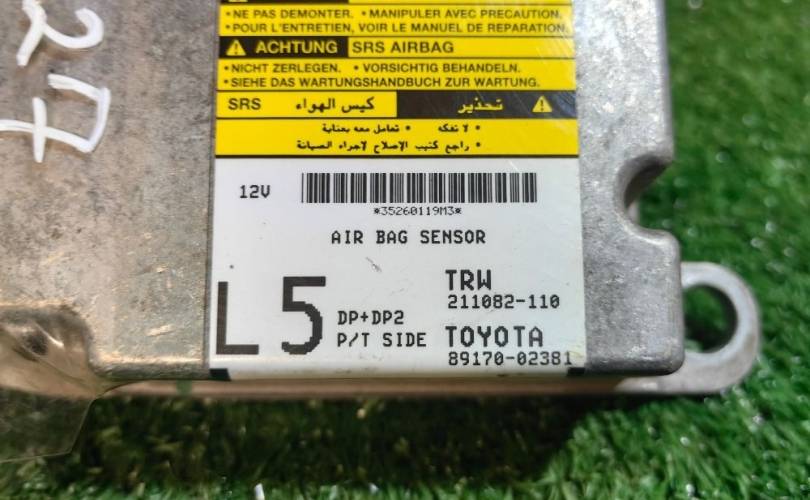 27
• NE PAS DEMONTER. • MANIPULER AVEC PRECAUTION.
• POUR L'ENTRETIEN, VOIR LE MANUEL DE REPARATION.
ACHTUNG SRS AIRBAG
• NICHT ZERLEGEN. • VORSICHTIG BEHANDELN.
• SIEHE DAS WARTUNGSHANDBUCH ZUR WARTUNG.
تحذير كيس الهواء SRS
• لا تفكه • تعامل معه بعناية
• راجع كتيب الإصلاح لإجراء الصيانة
12V
*35260119M3*
AIR BAG SENSOR
L5
DP+DP2
P/T SIDE
TRW
211082-110
TOYOTA
89170-02381